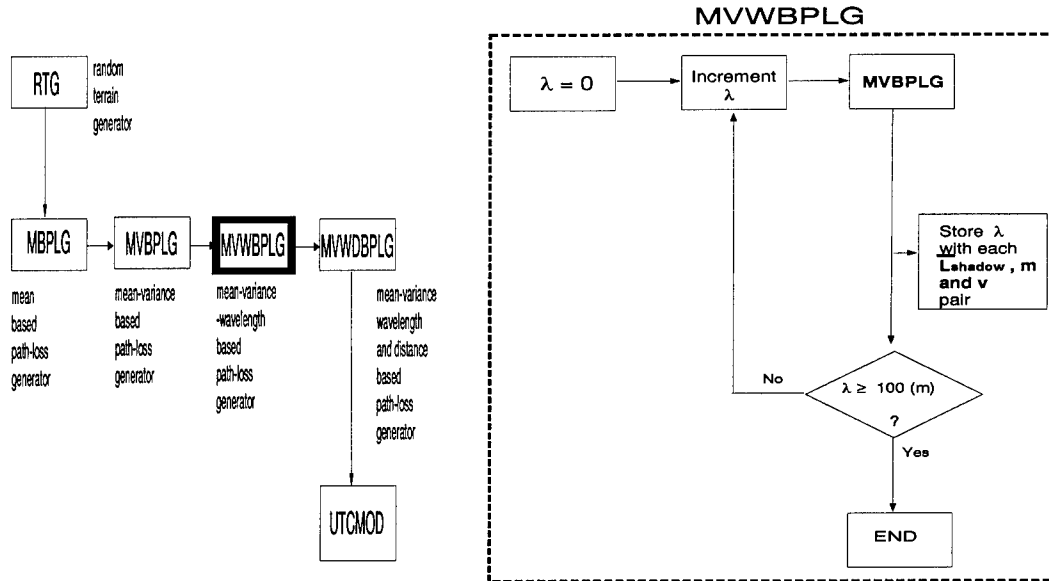 RTG
random
terrain
generator
MBPLG
MVBPLG
MVWBPLG
MVWDBPLG
mean
based
path-loss
generator
mean-variance
based
path-loss
generator
mean-variance
-wavelength
based
path-loss
generator
mean-variance
wavelength
and distance
based
path-loss
generator
UTCMOD
MVWBPLG
λ = 0
Increment
λ
MVBPLG
Store λ
with each
L̅shadow , m
and v
pair
No
λ ≥ 100 (m)
?
Yes
END